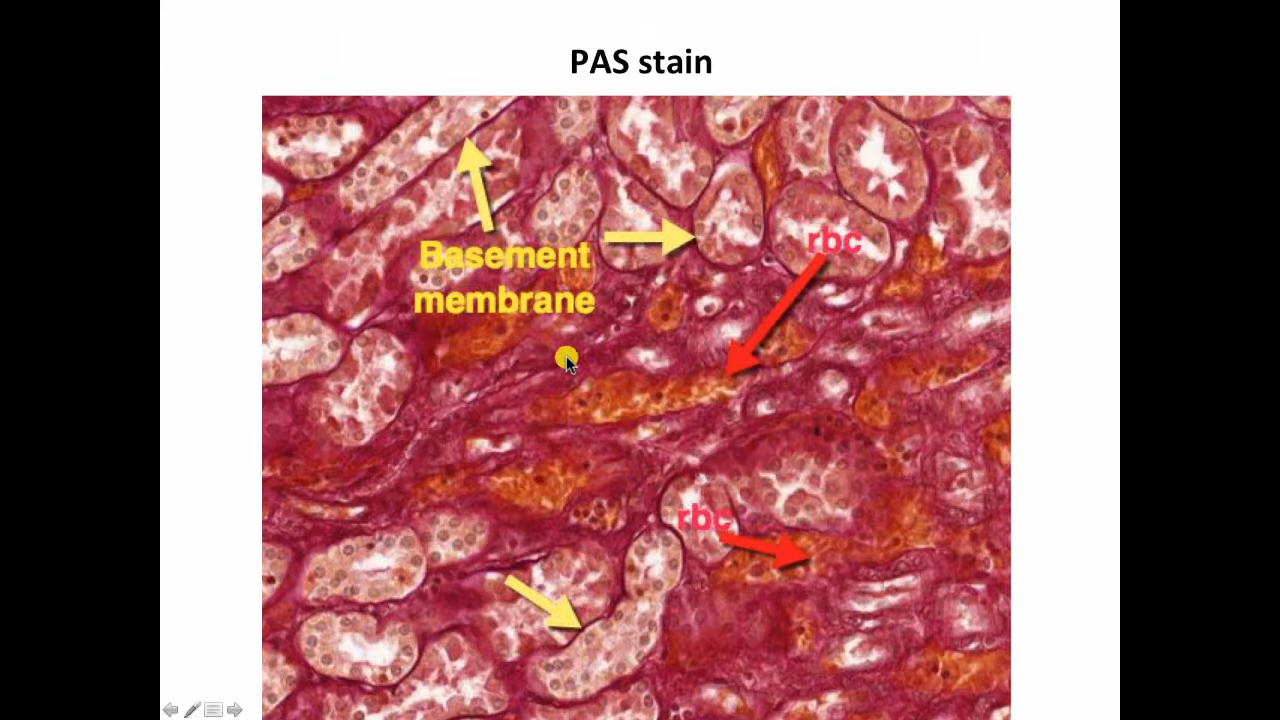 PAS stain
rbc
Basement
membrane
rbc